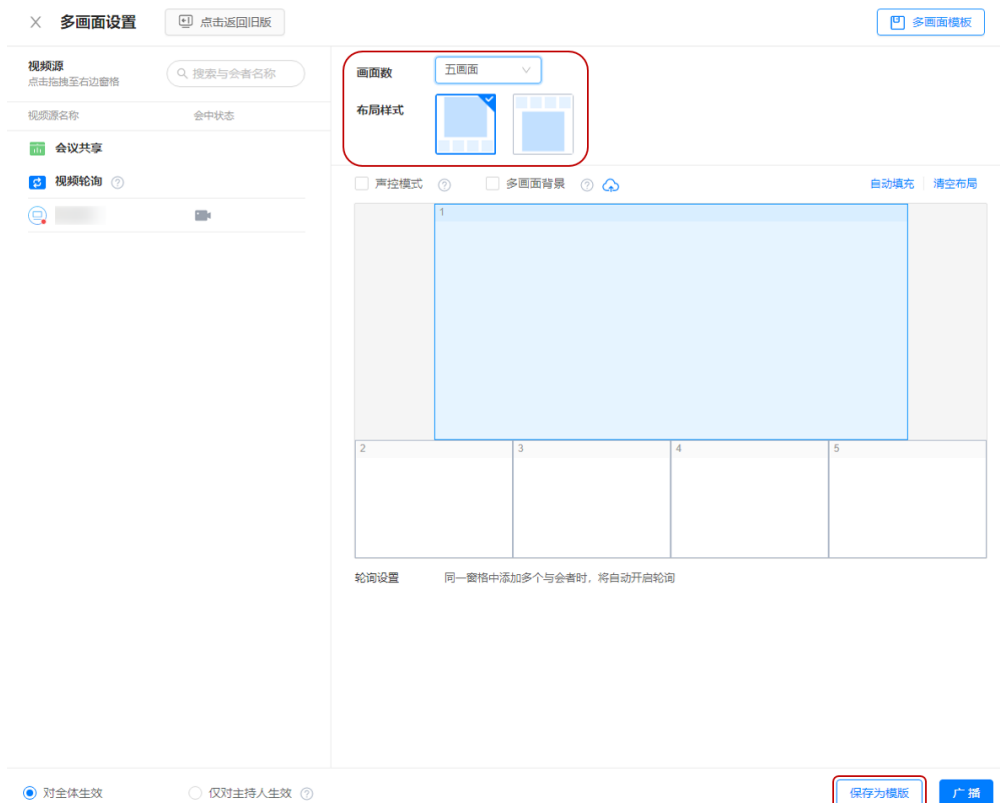 多画面设置
点击返回旧版
多画面模板
视频源
点击拖拽至右边窗格
搜索与会者名称
视频源名称 会中状态
会议共享
视频轮询
画面数 五画面
布局样式
声控模式 多画面背景 自动填充 清空布局
1
2 3 4 5
轮询设置 同一窗格中添加多个与会者时，将自动开启轮询
对全体生效 仅对主持人生效 保存为模版 广播